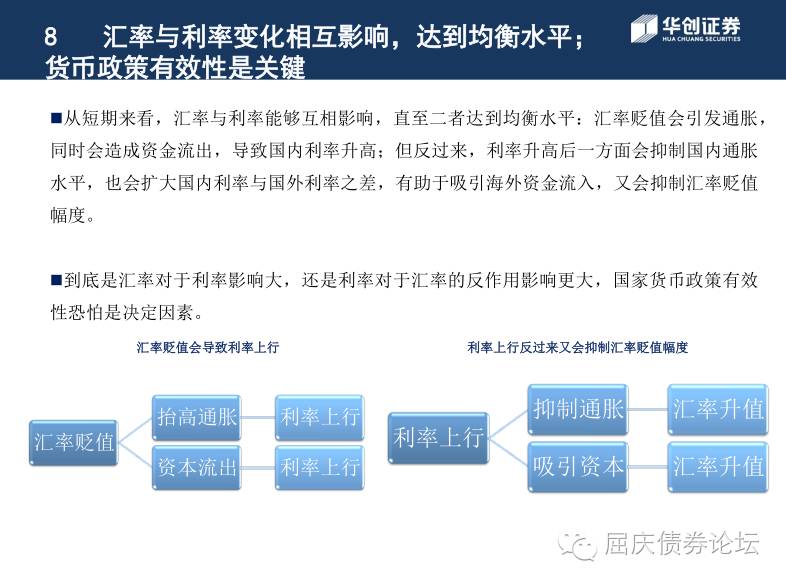 8 汇率与利率变化相互影响，达到均衡水平；
货币政策有效性是关键
华创证券
HUA CHUANG SECURITIES
■从短期来看，汇率与利率能够互相影响，直至二者达到均衡水平：汇率贬值会引发通胀，
同时会造成资金流出，导致国内利率升高；但反过来，利率升高后一方面会抑制国内通胀
水平，也会扩大国内利率与国外利率之差，有助于吸引海外资金流入，又会抑制汇率贬值
幅度。
■到底是汇率对于利率影响大，还是利率对于汇率的反作用影响更大，国家货币政策有效
性恐怕是决定因素。
汇率贬值会导致利率上行
汇率贬值
抬高通胀
利率上行
资本流出
利率上行
利率上行反过来又会抑制汇率贬值幅度
利率上行
抑制通胀
汇率升值
吸引资本
汇率升值
屈庆债券论坛